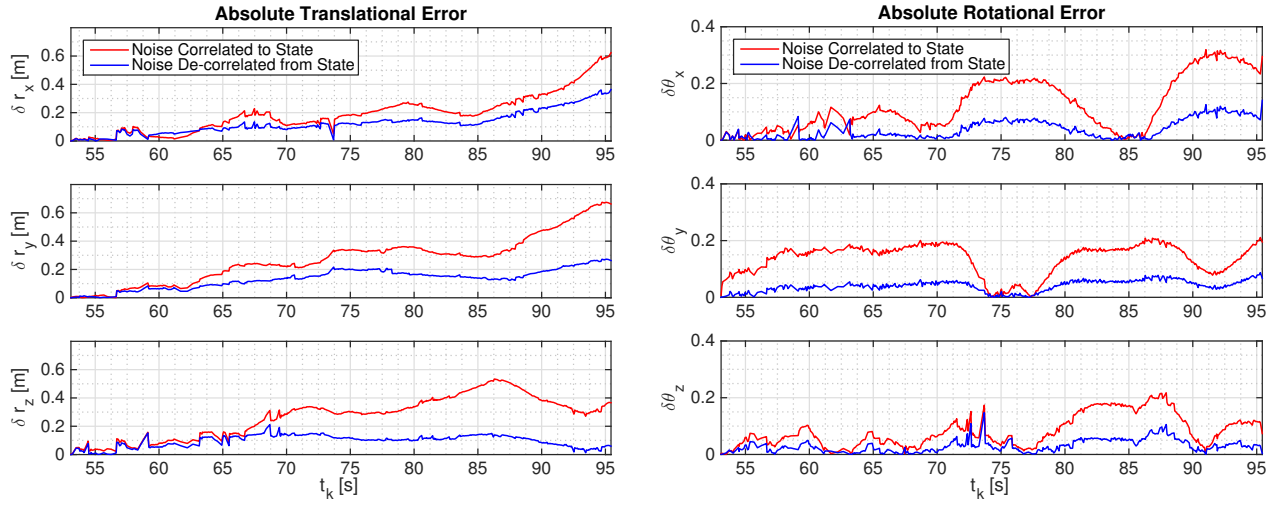 Absolute Translational Error
Noise Correlated to State
Noise De-correlated from State
δ r_x [m]
0.6
0.4
0.2
0
55 60 65 70 75 80 85 90 95
δ r_y [m]
0.6
0.4
0.2
0
55 60 65 70 75 80 85 90 95
δ r_z [m]
0.6
0.4
0.2
0
55 60 65 70 75 80 85 90 95
t_k [s]
Absolute Rotational Error
Noise Correlated to State
Noise De-correlated from State
δθ_x
0.4
0.2
0
55 60 65 70 75 80 85 90 95
δθ_y
0.4
0.2
0
55 60 65 70 75 80 85 90 95
δθ_z
0.4
0.2
0
55 60 65 70 75 80 85 90 95
t_k [s]